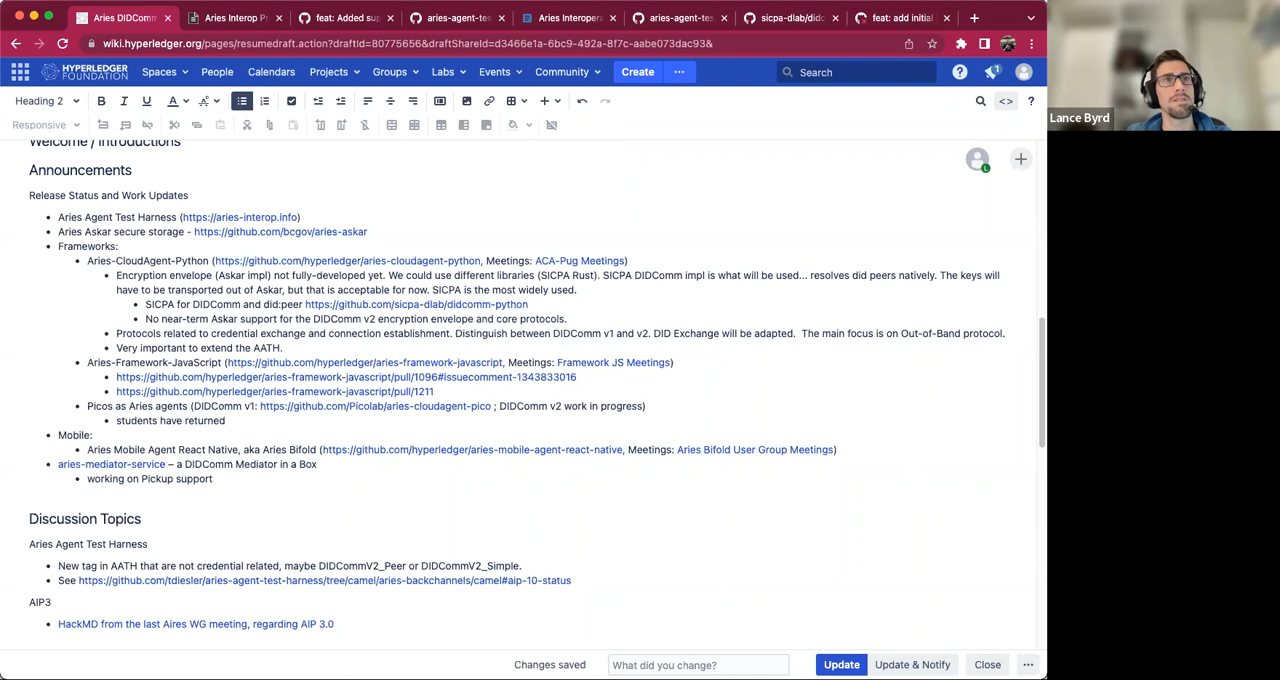 Aries DIDComm
Aries Interop Pr
feat: Added sup
aries-agent-tes
Aries Interopera
aries-agent-tes
sicpa-dlab/didc
feat: add initial
wiki.hyperledger.org/pages/resumedraft.action?draftId=80775656&draftShareId=d3466e1a-6bc9-492a-8f7c-aabe073dac93&
HYPERLEDGER FOUNDATION
Spaces
People
Calendars
Projects
Groups
Labs
Events
Community
Create
Search
1
Heading 2
B I U A
Responsive
Welcome / Introductions
Announcements
Release Status and Work Updates
Aries Agent Test Harness (https://aries-interop.info)
Aries Askar secure storage - https://github.com/bcgov/aries-askar
Frameworks:
Aries-CloudAgent-Python (https://github.com/hyperledger/aries-cloudagent-python, Meetings: ACA-Pug Meetings)
Encryption envelope (Askar impl) not fully-developed yet. We could use different libraries (SICPA Rust). SICPA DIDComm impl is what will be used... resolves did peers natively. The keys will
have to be transported out of Askar, but that is acceptable for now. SICPA is the most widely used.
SICPA for DIDComm and did:peer https://github.com/sicpa-dlab/didcomm-python
No near-term Askar support for the DIDComm v2 encryption envelope and core protocols.
Protocols related to credential exchange and connection establishment. Distinguish between DIDComm v1 and v2. DID Exchange will be adapted. The main focus is on Out-of-Band protocol.
Very important to extend the AATH.
Aries-Framework-JavaScript (https://github.com/hyperledger/aries-framework-javascript, Meetings: Framework JS Meetings)
https://github.com/hyperledger/aries-framework-javascript/pull/1096#issuecomment-1343833016
https://github.com/hyperledger/aries-framework-javascript/pull/1211
Picos as Aries agents (DIDComm v1: https://github.com/Picolab/aries-cloudagent-pico ; DIDComm v2 work in progress)
students have returned
Mobile:
Aries Mobile Agent React Native, aka Aries Bifold (https://github.com/hyperledger/aries-mobile-agent-react-native, Meetings: Aries Bifold User Group Meetings)
aries-mediator-service – a DIDComm Mediator in a Box
working on Pickup support
Discussion Topics
Aries Agent Test Harness
New tag in AATH that are not credential related, maybe DIDCommV2_Peer or DIDCommV2_Simple.
See https://github.com/tdiesler/aries-agent-test-harness/tree/camel/aries-backchannels/camel#aip-10-status
AIP3
HackMD from the last Aires WG meeting, regarding AIP 3.0
Changes saved
What did you change?
Update
Update & Notify
Close
Lance Byrd